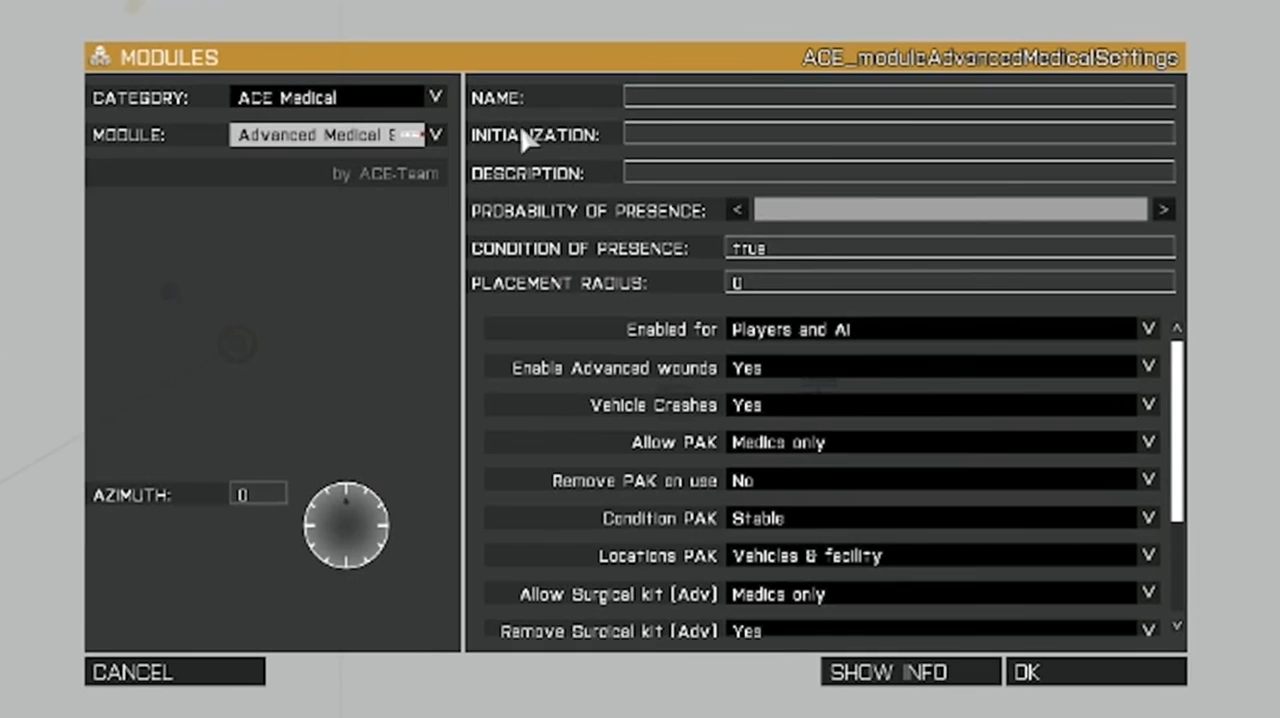 MODULES
ACE_moduleAdvancedMedicalSettings
CATEGORY: ACE Medical V
MODULE: Advanced Medical V
by ACE-Team
AZIMUTH: 0
NAME:
INITIALIZATION:
DESCRIPTION:
PROBABILITY OF PRESENCE: < >
CONDITION OF PRESENCE: true
PLACEMENT RADIUS: 0
Enabled for Players and AI V
Enable Advanced wounds Yes V
Vehicle Crashes Yes V
Allow PAK Medics only V
Remove PAK on use No V
Condition PAK Stable V
Locations PAK Vehicles & facility V
Allow Surgical kit (Adv) Medics only V
Remove Surgical kit (Adv) Yes V
CANCEL
SHOW INFO
OK